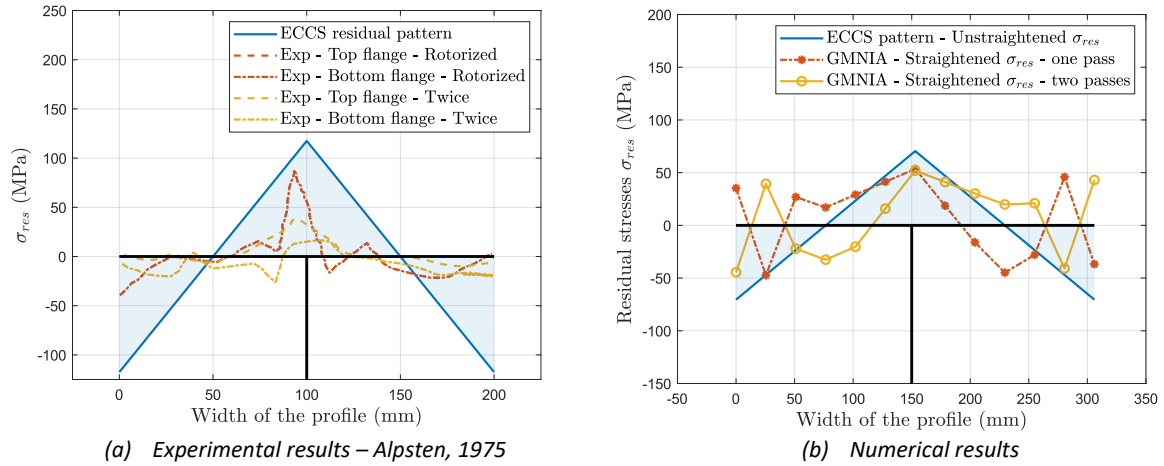 250
200
150
100
50
0
-50
-100
0
50
100
150
200
σres (MPa)
Width of the profile (mm)
ECCS residual pattern
Exp - Top flange - Rotorized
Exp - Bottom flange - Rotorized
Exp - Top flange - Twice
Exp - Bottom flange - Twice
(a) Experimental results – Alpsten, 1975
200
150
100
50
0
-50
-100
-150
-50
0
50
100
150
200
250
300
350
Residual stresses σres (MPa)
Width of the profile (mm)
ECCS pattern - Unstraightened σres
GMNIA - Straightened σres - one pass
GMNIA - Straightened σres - two passes
(b) Numerical results